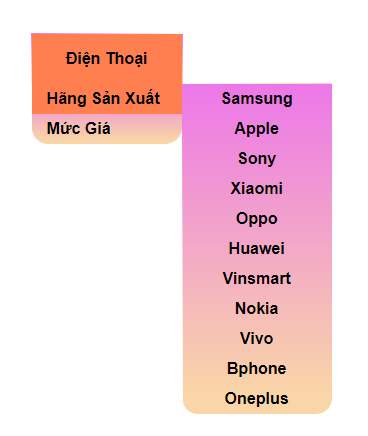 Điện Thoại
Hãng Sản Xuất
Mức Giá
Samsung
Apple
Sony
Xiaomi
Oppo
Huawei
Vinsmart
Nokia
Vivo
Bphone
Oneplus